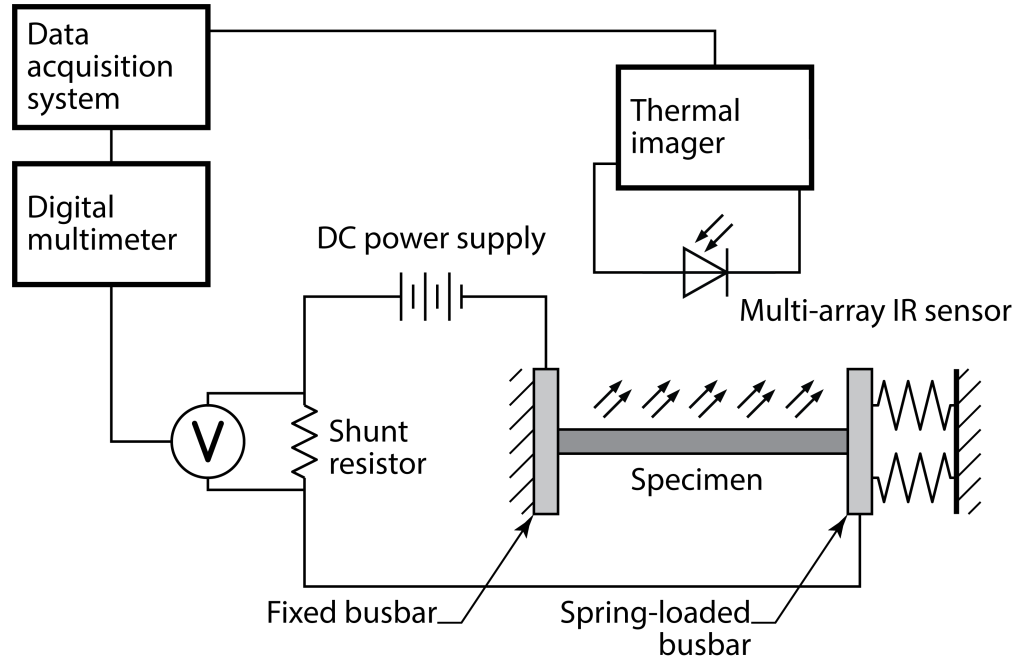 Data
acquisition
system
Thermal
imager
Digital
multimeter
DC power supply
Multi-array IR sensor
V
Shunt
resistor
Specimen
Fixed busbar
Spring-loaded
busbar